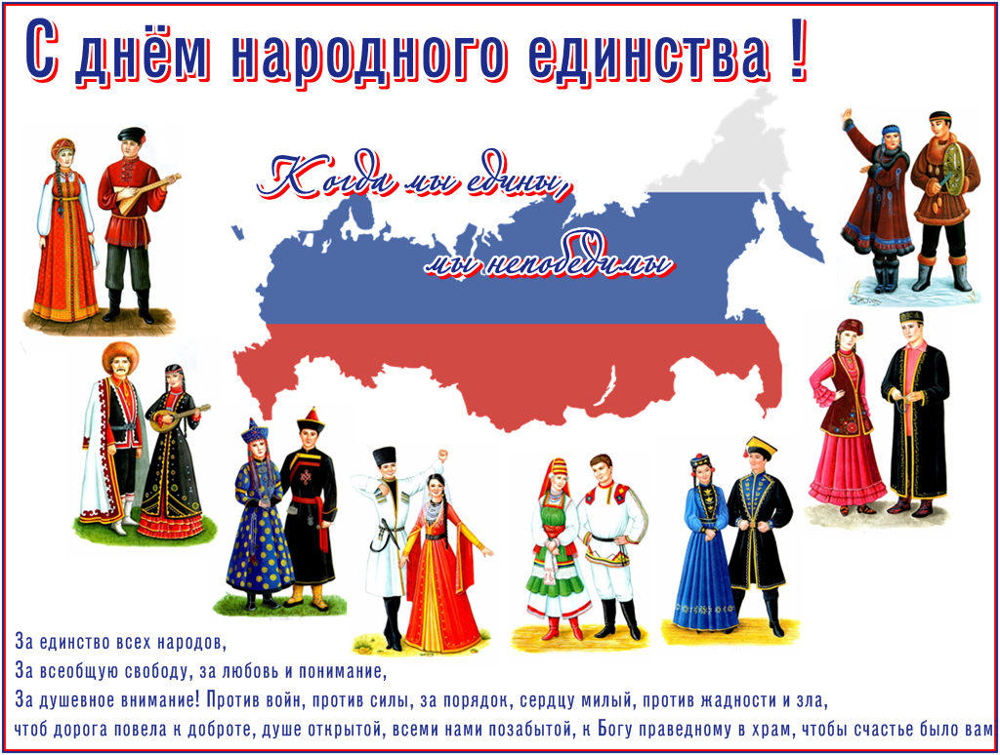 С днём народного единства !
Когда мы едины,
мы непобедимы
За единство всех народов,
За всеобщую свободу, за любовь и понимание,
За душевное внимание! Против войн, против силы, за порядок, сердцу милый, против жадности и зла,
чтоб дорога повела к доброте, душе открытой, всеми нами позабытой, к Богу праведному в храм, чтобы счастье было вам